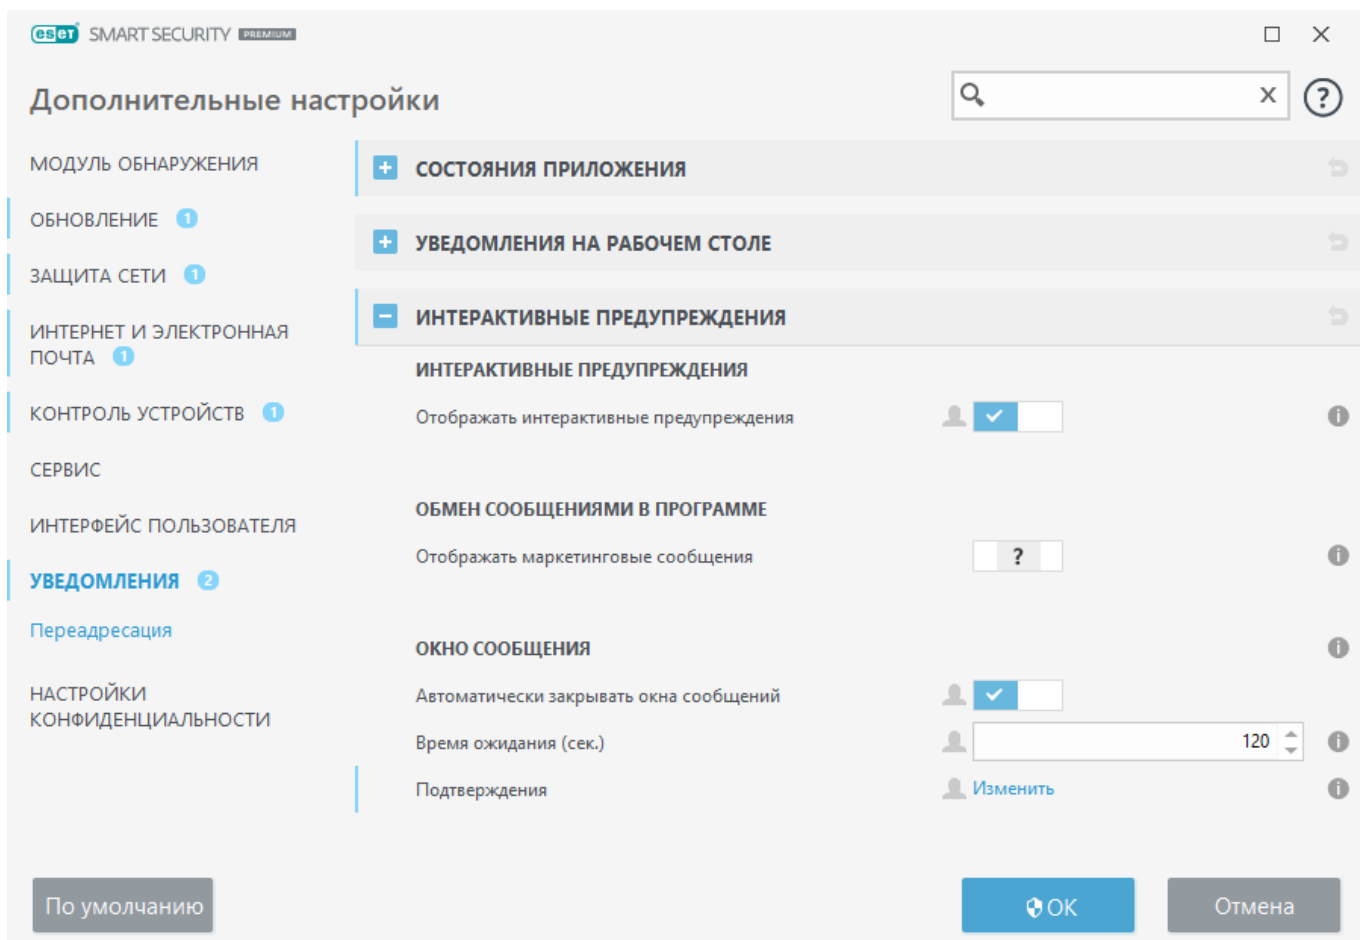 eset SMART SECURITY PREMIUM
Дополнительные настройки
x
?
МОДУЛЬ ОБНАРУЖЕНИЯ
ОБНОВЛЕНИЕ 1
ЗАЩИТА СЕТИ 1
ИНТЕРНЕТ И ЭЛЕКТРОННАЯ
ПОЧТА 1
КОНТРОЛЬ УСТРОЙСТВ 1
СЕРВИС
ИНТЕРФЕЙС ПОЛЬЗОВАТЕЛЯ
УВЕДОМЛЕНИЯ 2
Переадресация
НАСТРОЙКИ
КОНФИДЕНЦИАЛЬНОСТИ
СОСТОЯНИЯ ПРИЛОЖЕНИЯ
УВЕДОМЛЕНИЯ НА РАБОЧЕМ СТОЛЕ
ИНТЕРАКТИВНЫЕ ПРЕДУПРЕЖДЕНИЯ
ИНТЕРАКТИВНЫЕ ПРЕДУПРЕЖДЕНИЯ
Отображать интерактивные предупреждения
ОБМЕН СООБЩЕНИЯМИ В ПРОГРАММЕ
Отображать маркетинговые сообщения ?
ОКНО СООБЩЕНИЯ
Автоматически закрывать окна сообщений
Время ожидания (сек.) 120
Подтверждения Изменить
По умолчанию
ОК
Отмена